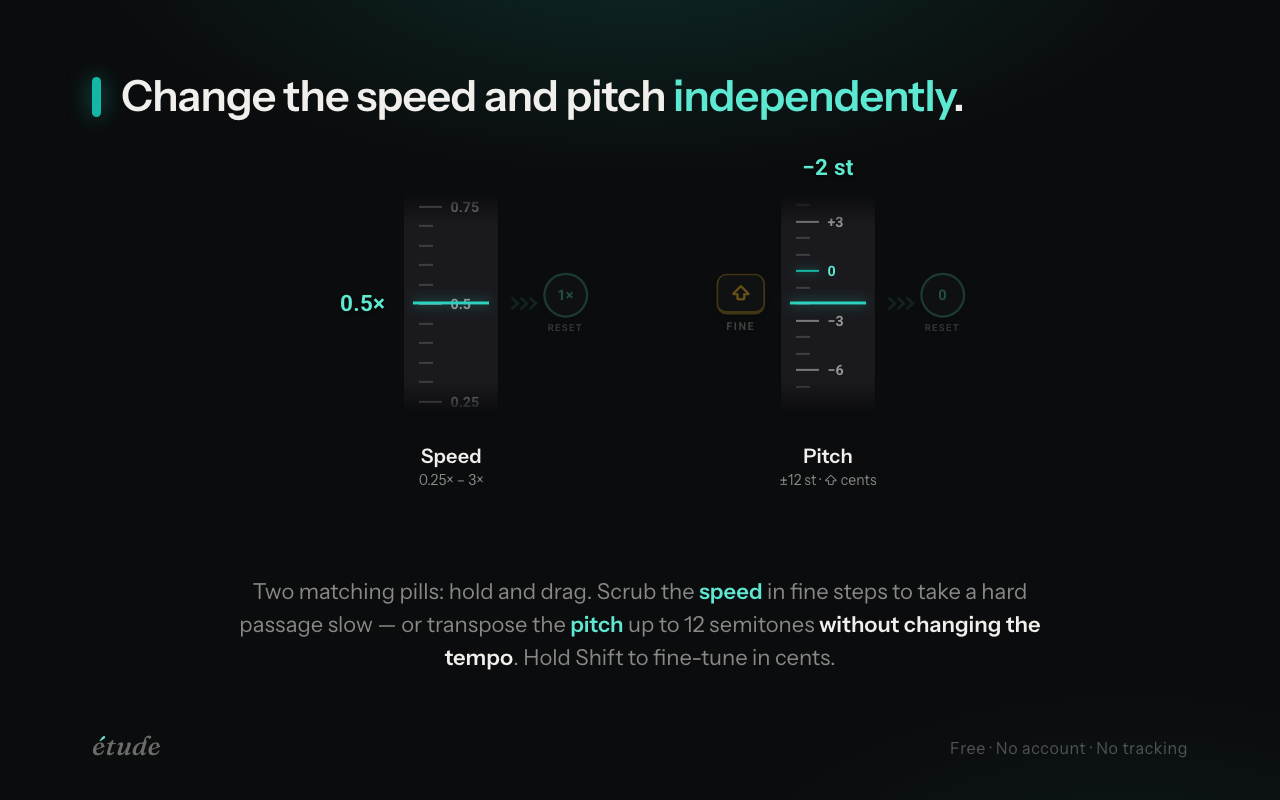 Change the speed and pitch independently.
−2 st
0.75
0.5×
0.5
0.25
1×
RESET
FINE
+3
0
−3
−6
0
RESET
Speed
0.25× – 3×
Pitch
±12 st · ⇧ cents
Two matching pills: hold and drag. Scrub the speed in fine steps to take a hard
passage slow — or transpose the pitch up to 12 semitones without changing the
tempo. Hold Shift to fine-tune in cents.
étude
Free · No account · No tracking